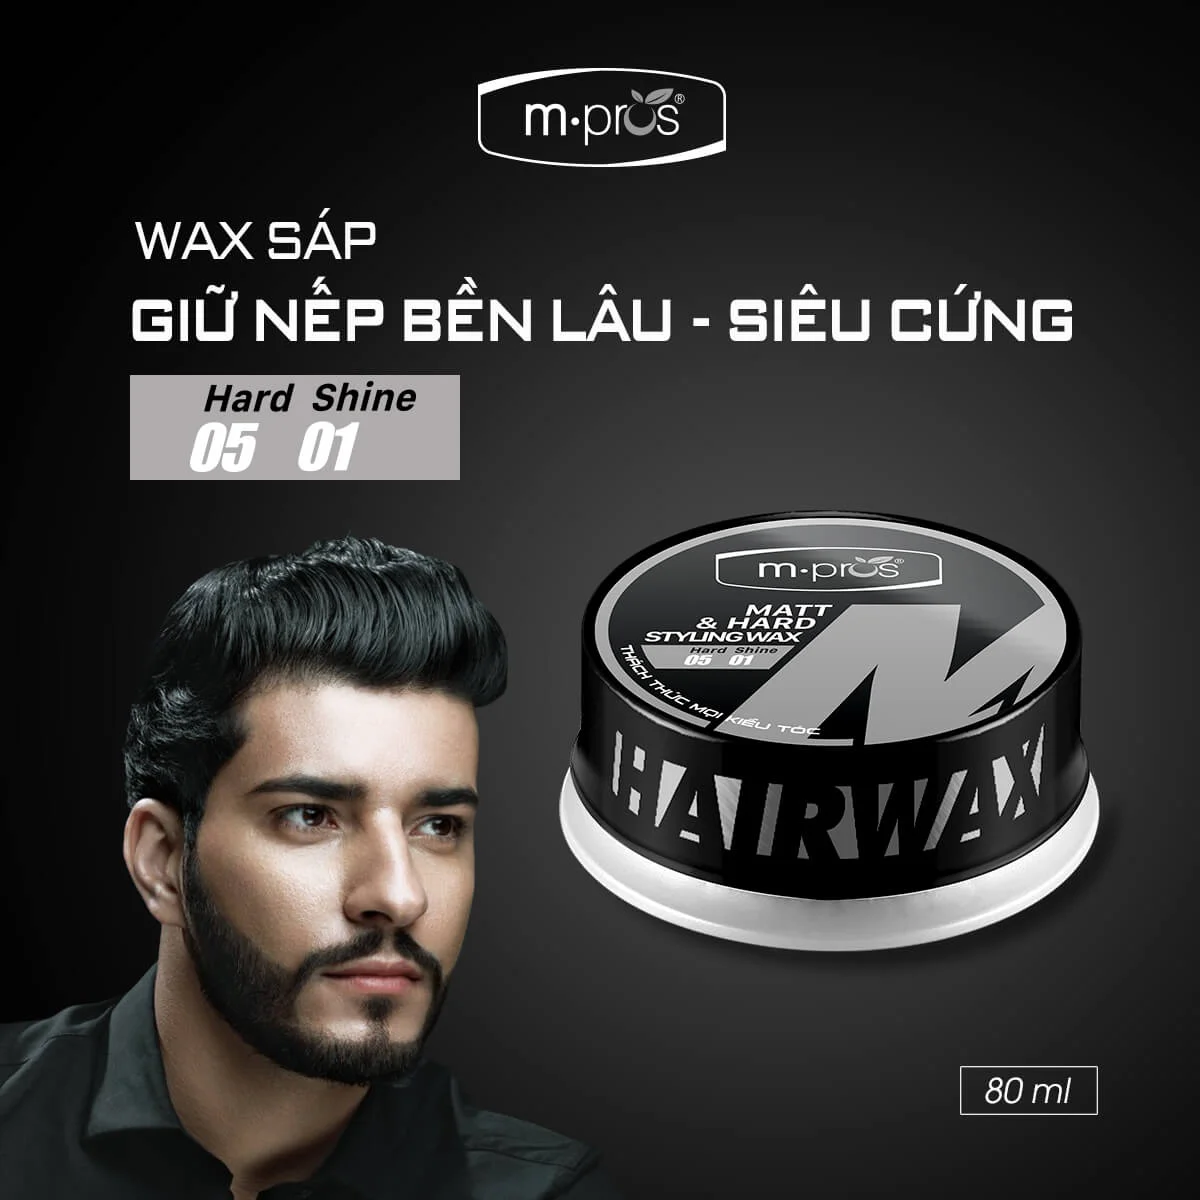 m·pros®
WAX SÁP
GIỮ NẾP BỀN LÂU - SIÊU CỨNG
Hard Shine
05 01
m·pros®
MATT
& HARD
STYLING WAX
Hard Shine
05 01
THÁCH THỨC MỌI KIỂU TÓC
M
HAIRWAX
80 ml